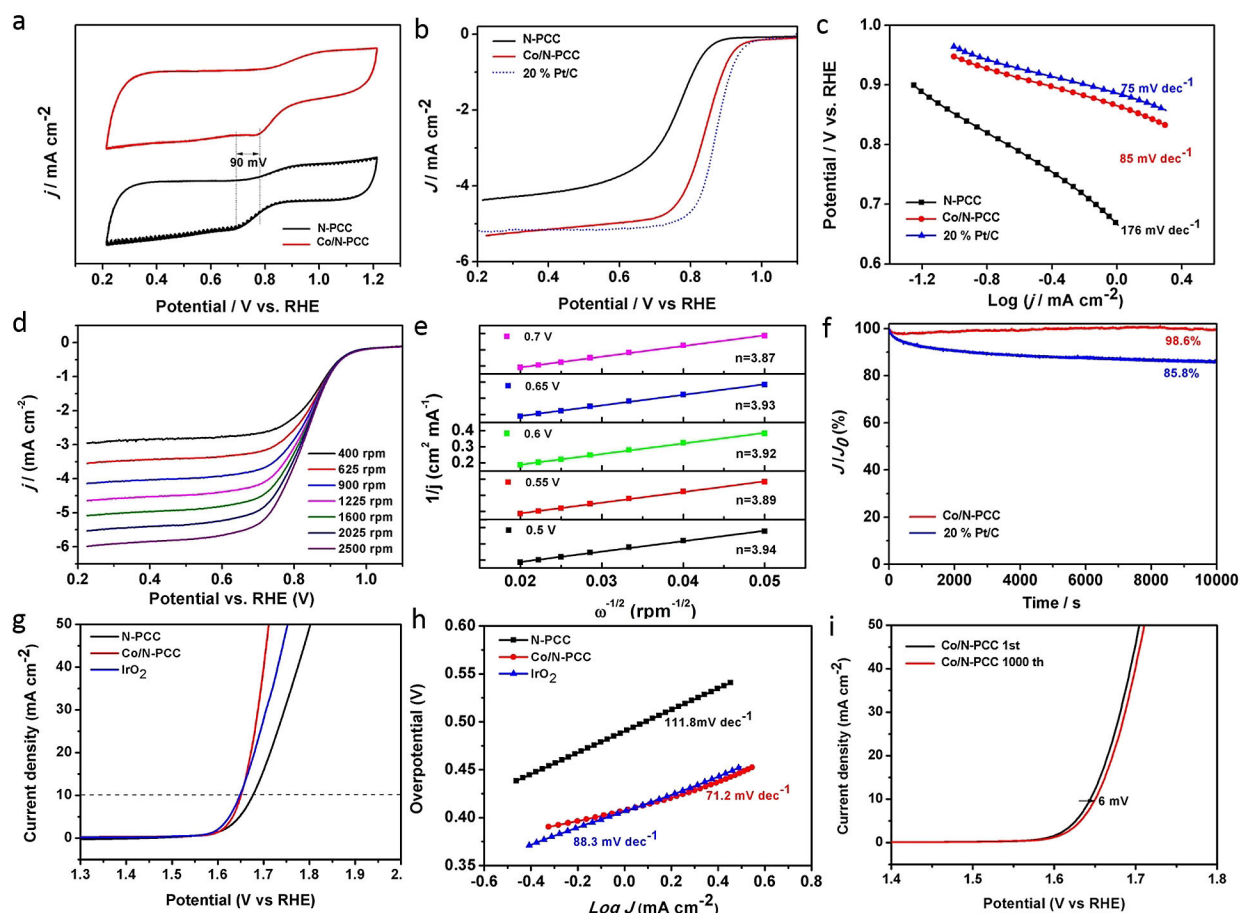 a
j / mA cm-2
90 mV
N-PCC
Co/N-PCC
0.2 0.4 0.6 0.8 1.0 1.2
Potential / V vs. RHE
b
J / mA cm-2
0
-2
-4
-6
N-PCC
Co/N-PCC
20 % Pt/C
0.2 0.4 0.6 0.8 1.0
Potential / V vs RHE
c
Potential / V vs. RHE
1.0
0.9
0.8
0.7
0.6
75 mV dec-1
85 mV dec-1
176 mV dec-1
N-PCC
Co/N-PCC
20 % Pt/C
-1.2 -0.6 0.0 0.6
Log (j / mA cm-2)
d
j / (mA cm-2)
0
-1
-2
-3
-4
-5
-6
400 rpm
625 rpm
900 rpm
1225 rpm
1600 rpm
2025 rpm
2500 rpm
0.2 0.4 0.6 0.8 1.0
Potential vs. RHE (V)
e
1/j (cm2 mA-1)
0.7 V
n=3.87
0.65 V
n=3.93
0.4
0.6 V
0.3
0.2
n=3.92
0.55 V
n=3.89
0.5 V
n=3.94
0.02 0.03 0.04 0.05
ω-1/2 (rpm-1/2)
f
J/J0 (%)
100
80
60
40
20
0
98.6%
85.8%
Co/N-PCC
20 % Pt/C
0 2000 4000 6000 8000 10000
Time / s
g
Current density (mA cm-2)
50
40
30
20
10
0
N-PCC
Co/N-PCC
IrO2
1.3 1.4 1.5 1.6 1.7 1.8 1.9 2.
Potential (V vs RHE)
h
Overpotential (V)
0.60
0.55
0.50
0.45
0.40
0.35
N-PCC
Co/N-PCC
IrO2
111.8mV dec-1
71.2 mV dec-1
88.3 mV dec-1
-0.6 -0.4 -0.2 0.0 0.2 0.4 0.6 0.8
Log J (mA cm-2)
i
Current density (mA cm-2)
50
40
30
20
10
0
Co/N-PCC 1st
Co/N-PCC 1000 th
6 mV
1.4 1.5 1.6 1.7 1.8
Potential (V vs RHE)